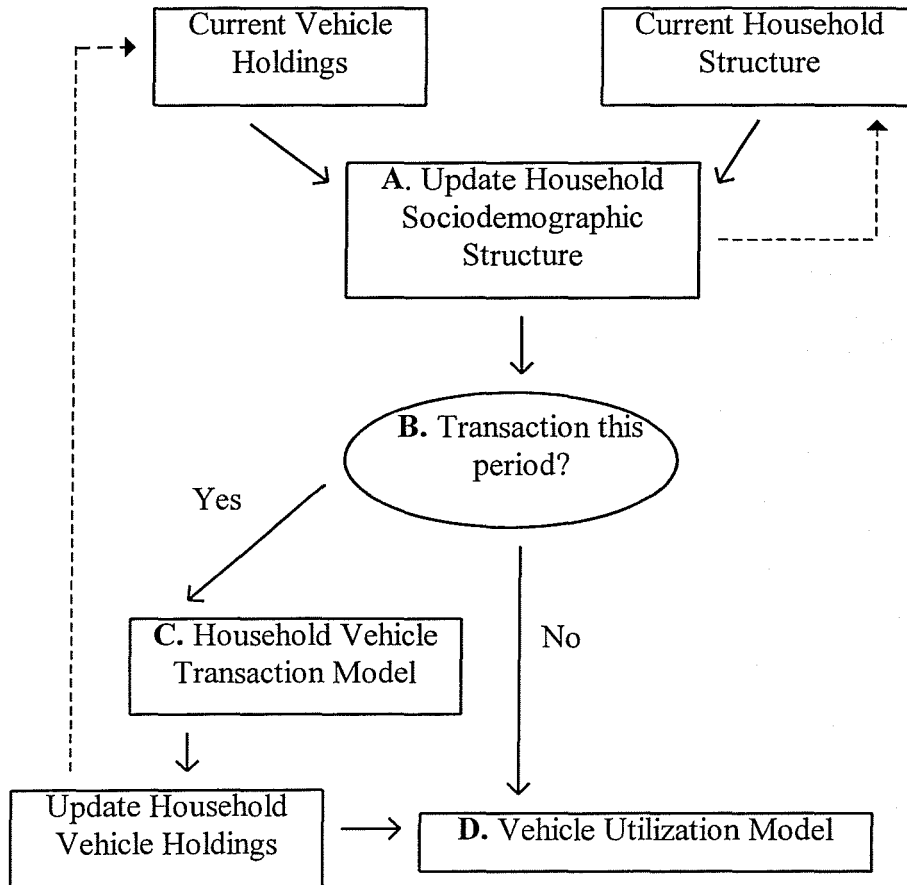 Current Vehicle
Holdings
Current Household
Structure
A. Update Household
Sociodemographic
Structure
B. Transaction this
period?
Yes
C. Household Vehicle
Transaction Model
No
Update Household
Vehicle Holdings
D. Vehicle Utilization Model